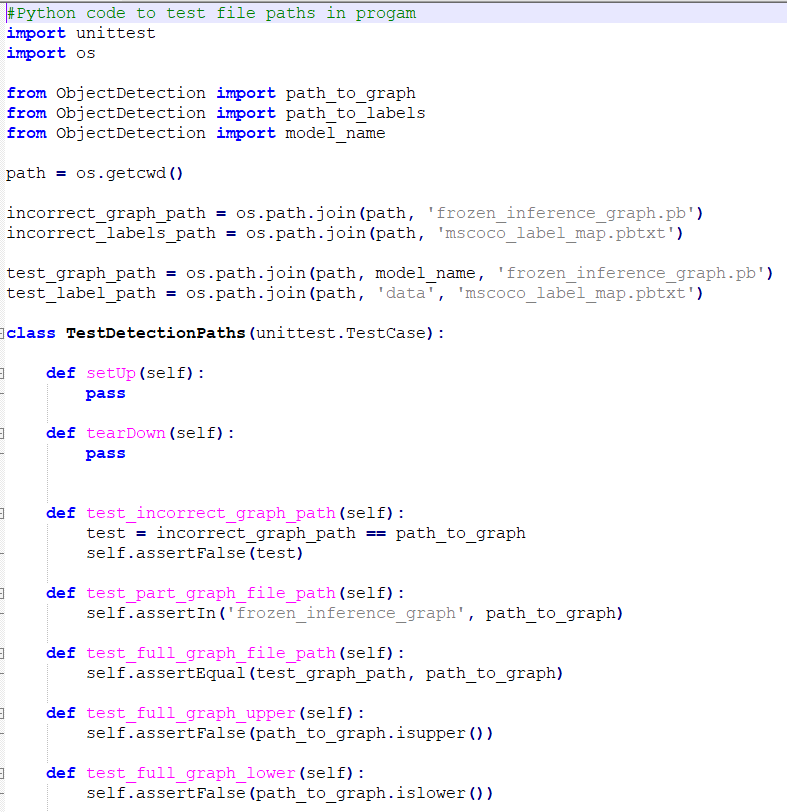 #Python code to test file paths in progam
import unittest
import os
from ObjectDetection import path_to_graph
from ObjectDetection import path_to_labels
from ObjectDetection import model_name
path = os.getcwd()
incorrect_graph_path = os.path.join(path, 'frozen_inference_graph.pb')
incorrect_labels_path = os.path.join(path, 'mscoco_label_map.pbtxt')
test_graph_path = os.path.join(path, model_name, 'frozen_inference_graph.pb')
test_label_path = os.path.join(path, 'data', 'mscoco_label_map.pbtxt')
class TestDetectionPaths(unittest.TestCase):
    def setUp(self):
        pass
    def tearDown(self):
        pass
    def test_incorrect_graph_path(self):
        test = incorrect_graph_path == path_to_graph
        self.assertFalse(test)
    def test_part_graph_file_path(self):
        self.assertIn('frozen_inference_graph', path_to_graph)
    def test_full_graph_file_path(self):
        self.assertEqual(test_graph_path, path_to_graph)
    def test_full_graph_upper(self):
        self.assertFalse(path_to_graph.isupper())
    def test_full_graph_lower(self):
        self.assertFalse(path_to_graph.islower())